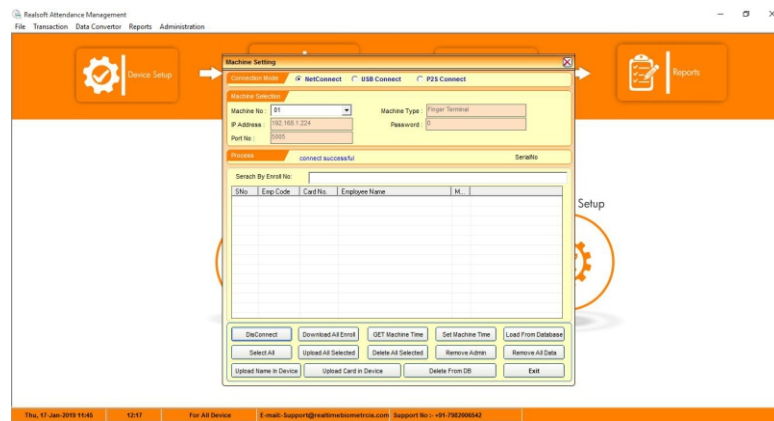 Realsoft Attendance Management
File Transaction Data Convertor Reports Administration
Device Setup
Reports
Machine Setting
Connection Mode NetConnect USB Connect P2S Connect
Machine Selection
Machine No : 01 Machine Type : Finger Terminal
IP Address : 192.168.1.224 Password : 0
Port No : 5005
Process connect successful SerialNo
Serach By Enroll No:
SNo Emp Code Card No. Employee Name M...
Setup
DisConnect Download All Enroll GET Machine Time Set Machine Time Load From Database
Select All Upload All Selected Delete All Selected Remove Admin Remove All Data
Upload Name In Device Upload Card in Device Delete From DB Exit
Thu, 17-Jan-2019 11:45 12:17 For All Device E-mail:-Support@realtimebiometrcis.com Support No :- +91-7982006542